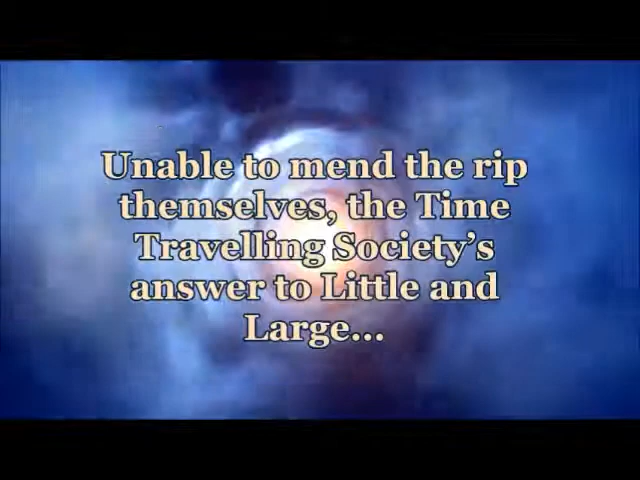 Unable to mend the rip
themselves, the Time
Travelling Society’s
answer to Little and
Large...